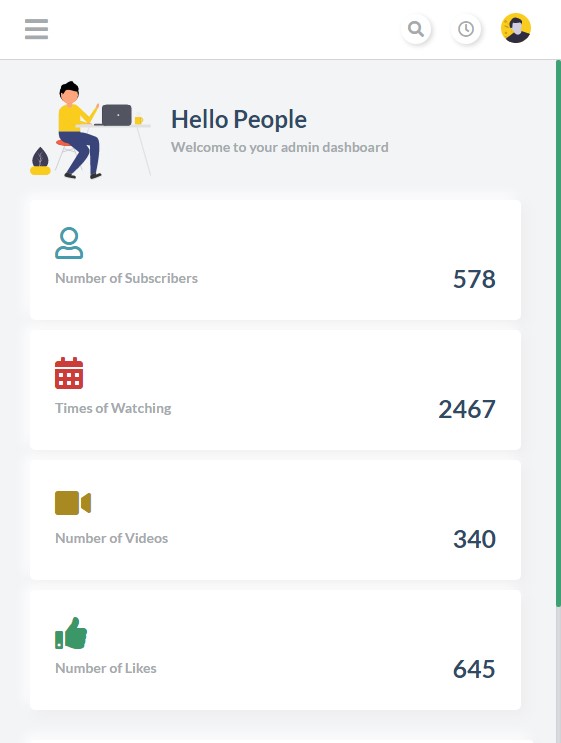 Hello People
Welcome to your admin dashboard
Number of Subscribers
578
Times of Watching
2467
Number of Videos
340
Number of Likes
645